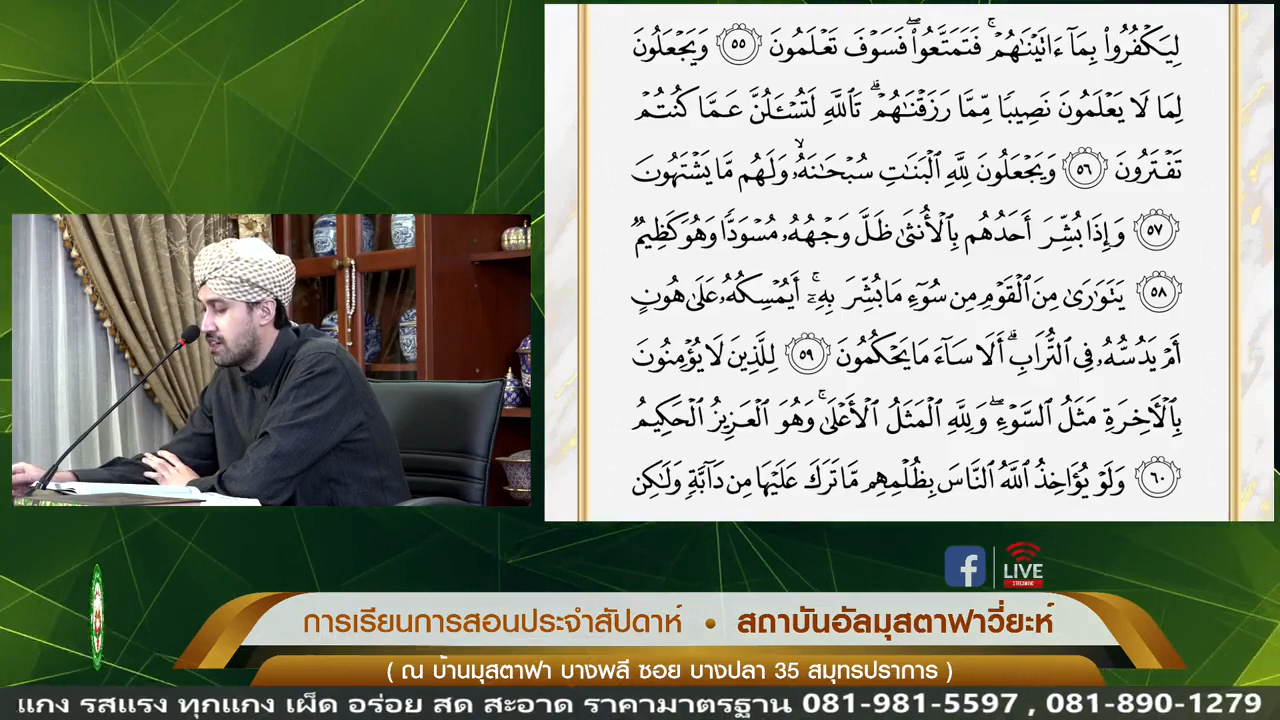 لِيَكۡفُرُواْ بِمَآ ءَاتَيۡنَٰهُمۡۚ فَتَمَتَّعُواْۖ فَسَوۡفَ تَعۡلَمُونَ ٥٥ وَيَجۡعَلُونَ
لِمَا لَا يَعۡلَمُونَ نَصِيبٗا مِّمَّا رَزَقۡنَٰهُمۡۗ تَٱللَّهِ لَتُسۡـَٔلُنَّ عَمَّا كُنتُمۡ
تَفۡتَرُونَ ٥٦ وَيَجۡعَلُونَ لِلَّهِ ٱلۡبَنَٰتِ سُبۡحَٰنَهُۥ وَلَهُم مَّا يَشۡتَهُونَ
٥٧ وَإِذَا بُشِّرَ أَحَدُهُم بِٱلۡأُنثَىٰ ظَلَّ وَجۡهُهُۥ مُسۡوَدّٗا وَهُوَ كَظِيمٞ
٥٨ يَتَوَٰرَىٰ مِنَ ٱلۡقَوۡمِ مِن سُوٓءِ مَا بُشِّرَ بِهِۦٓۚ أَيُمۡسِكُهُۥ عَلَىٰ هُونٍ
أَمۡ يَدُسُّهُۥ فِي ٱلتُّرَابِۗ أَلَا سَآءَ مَا يَحۡكُمُونَ ٥٩ لِلَّذِينَ لَا يُؤۡمِنُونَ
بِٱلۡأٓخِرَةِ مَثَلُ ٱلسَّوۡءِۖ وَلِلَّهِ ٱلۡمَثَلُ ٱلۡأَعۡلَىٰۚ وَهُوَ ٱلۡعَزِيزُ ٱلۡحَكِيمُ
٦٠ وَلَوۡ يُؤَاخِذُ ٱللَّهُ ٱلنَّاسَ بِظُلۡمِهِم مَّا تَرَكَ عَلَيۡهَا مِن دَآبَّةٖ وَلَٰكِن
LIVE
STREAMING
การเรียนการสอนประจำสัปดาห์ • สถาบันอัลมุสตาฟาวี่ยะห์
( ณ บ้านมุสตาฟา บางพลี ซอย บางปลา 35 สมุทรปราการ )
แกง รสแรง ทุกแกง เผ็ด อร่อย สด สะอาด ราคามาตรฐาน 081-981-5597 , 081-890-1279